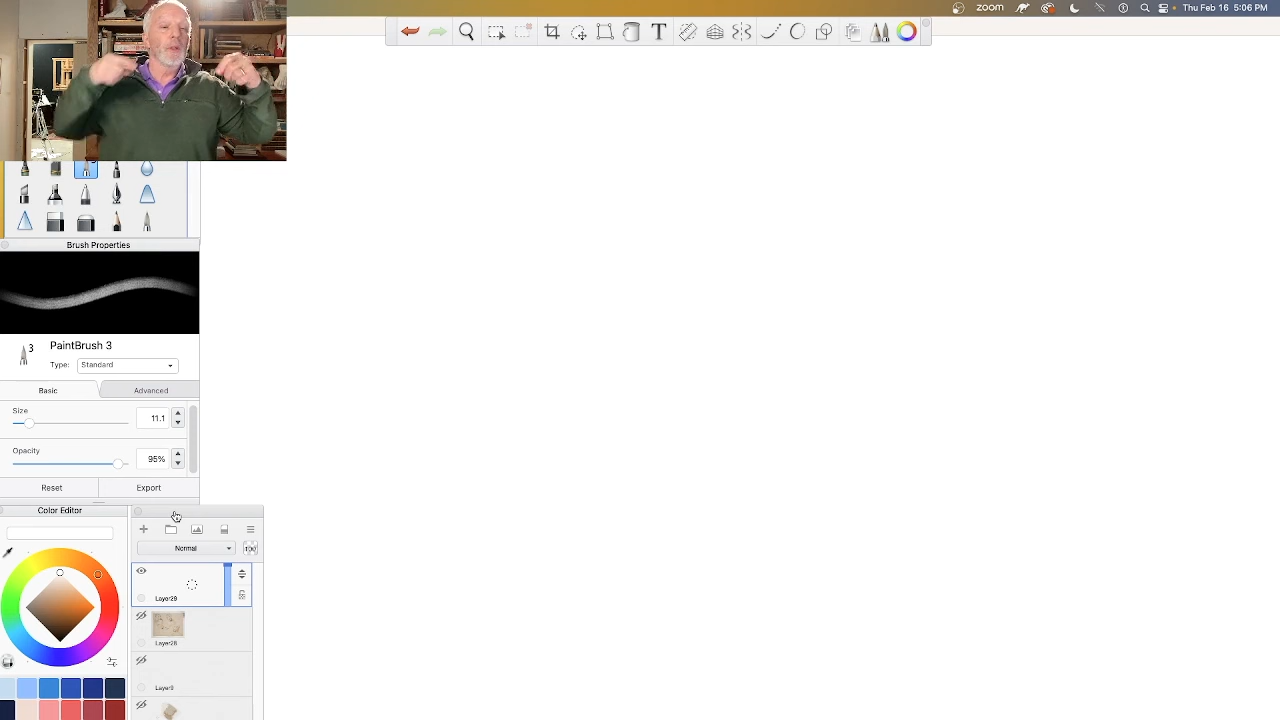 zoom
Thu Feb 16 5:06 PM
T
Brush Properties
3
PaintBrush 3
Type: Standard
Basic Advanced
Size
11.1
Opacity
95%
Reset Export
Color Editor
Normal
100
Layer29
Layer28
Layer9